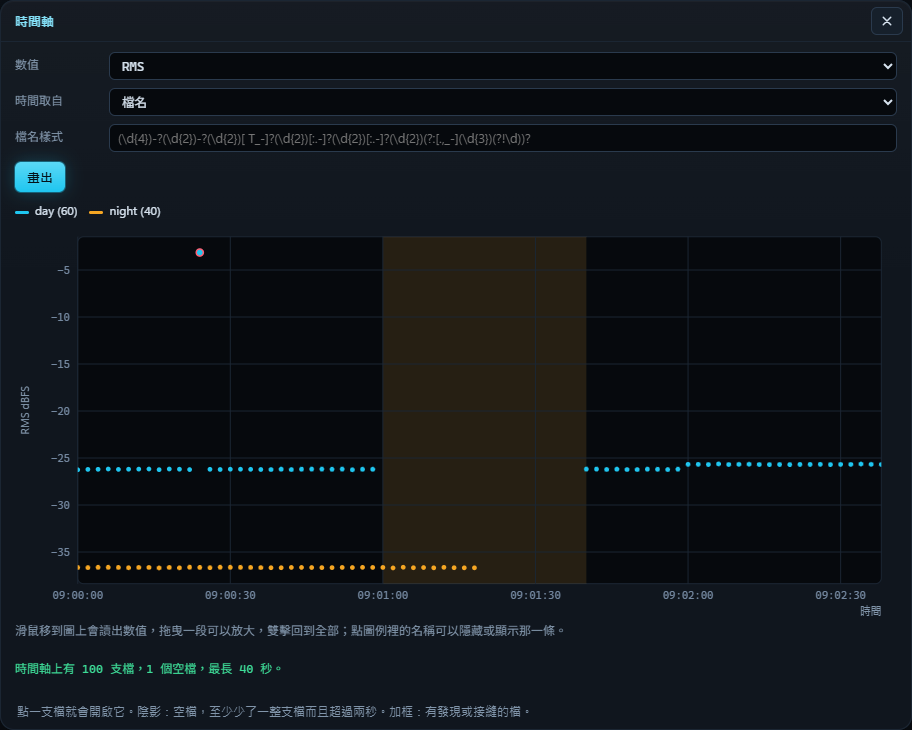 時間軸
數值
RMS
時間取自
檔名
檔名樣式
(\d{4})-?(\d{2})-?(\d{2})[ T_-]?(\d{2})[:.-]?(\d{2})[:.-]?(\d{2})(?:[.,_-](\d{3})(?!\d))?
畫出
day (60) night (40)
RMS dBFS
−5
−10
−15
−20
−25
−30
−35
09:00:00 09:00:30 09:01:00 09:01:30 09:02:00 09:02:30
時間
滑鼠移到圖上會讀出數值，拖曳一段可以放大，雙擊回到全部；點圖例裡的名稱可以隱藏或顯示那一條。
時間軸上有 100 支檔，1 個空檔，最長 40 秒。
點一支檔就會開啟它。陰影：空檔，至少少了一整支檔而且超過兩秒。加框：有發現或接縫的檔。